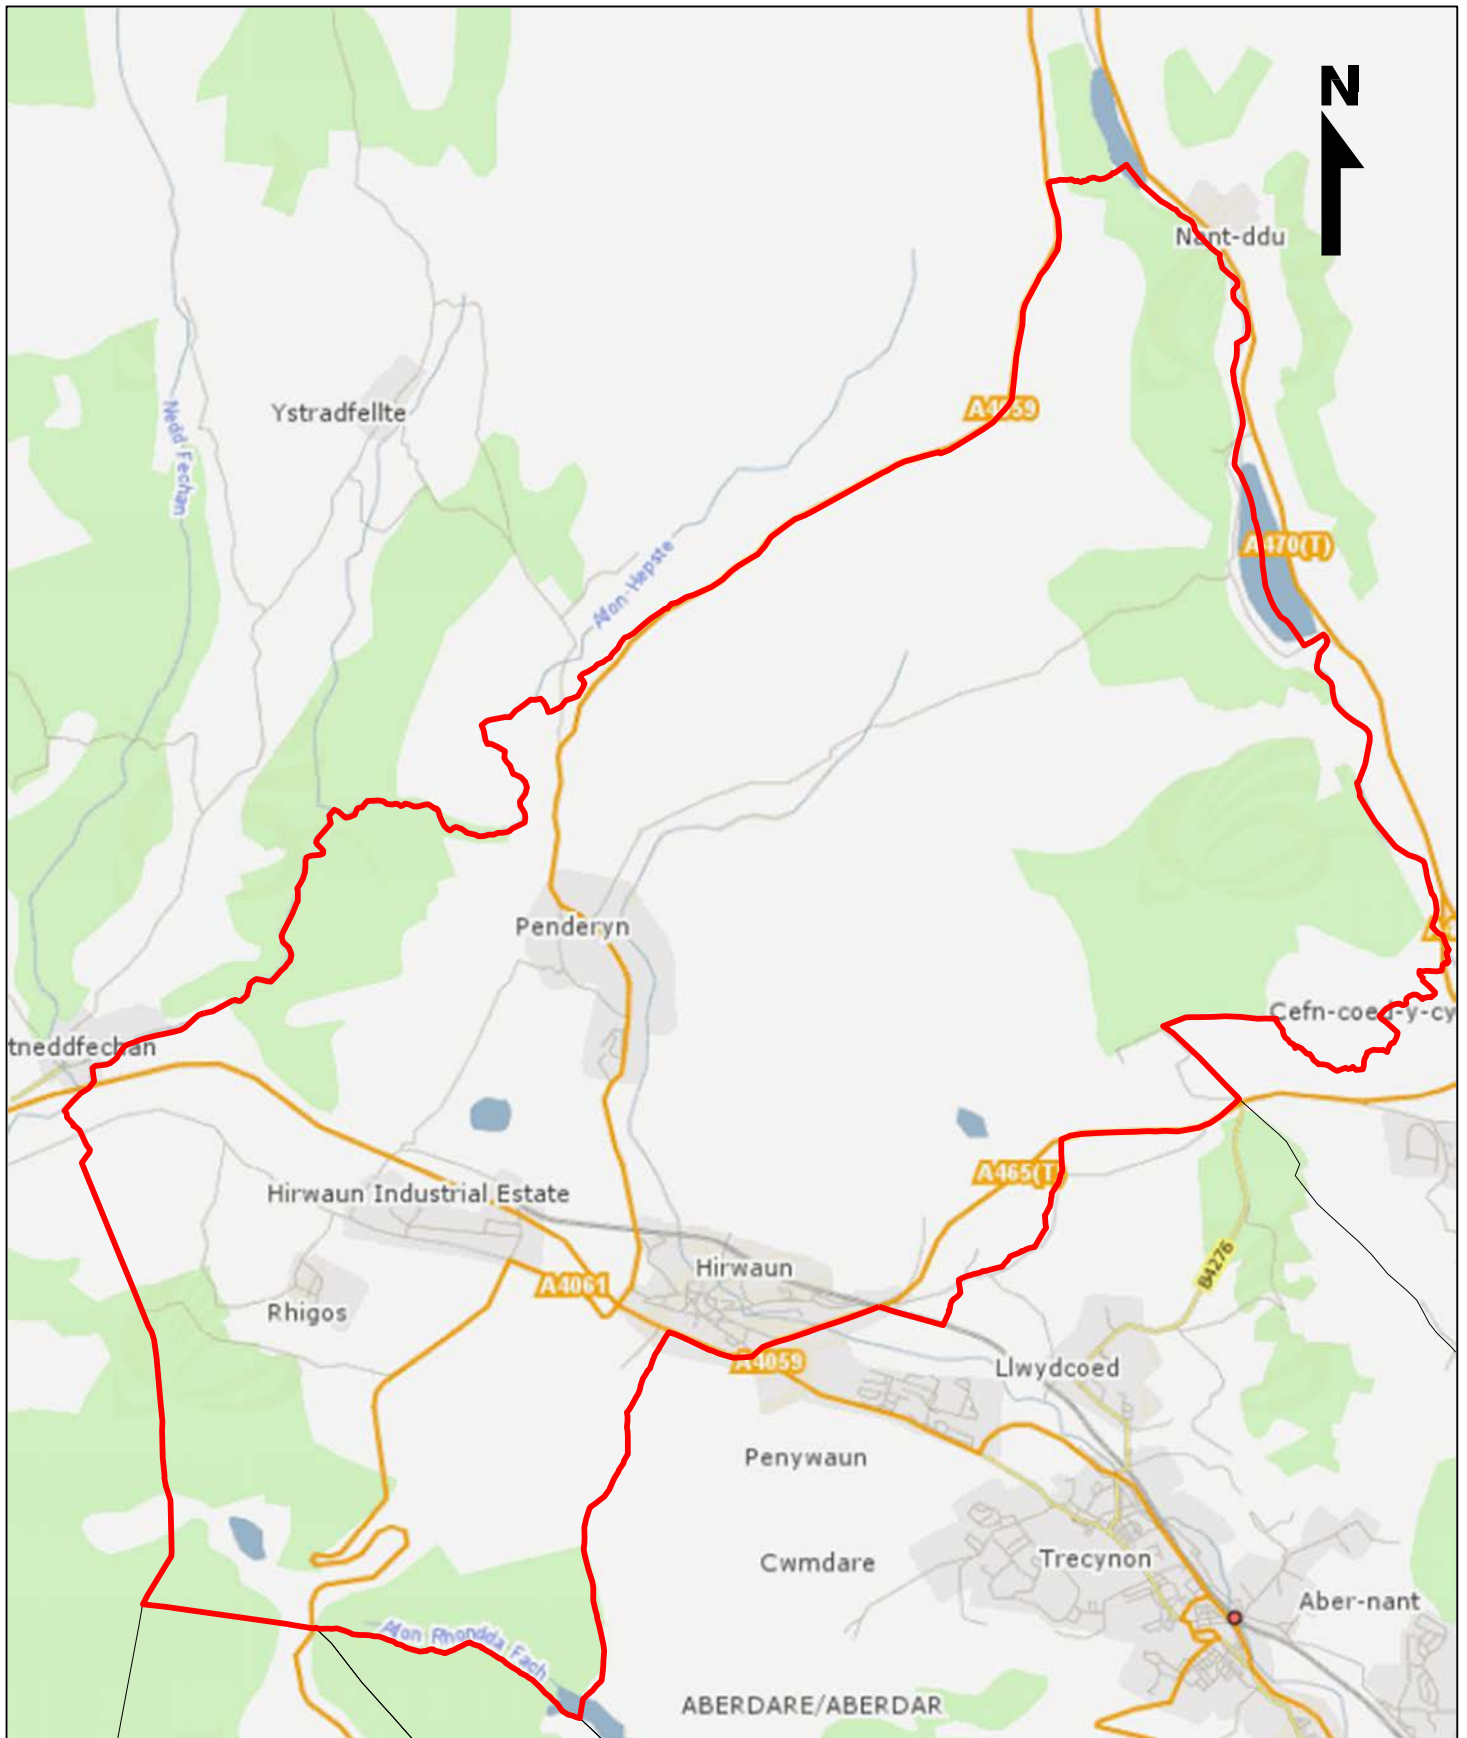 N
Nant-ddu
Ystradfellte
A4059
Nedd Fechan
A470(T)
Afon Hepste
Penderyn
Cefn-coed-y-cy
tneddfechan
A465(T)
Hirwaun Industrial Estate
B4276
Hirwaun
A4061
Rhigos
A4059
Llwydcoed
Penywaun
Cwmdare
Trecynon
Aber-nant
Afon Rhondda Fach
ABERDARE/ABERDAR